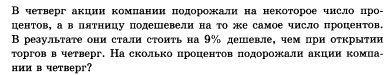 В четверг акции компании подорожали на некоторое число про-
центов, а в пятницу подешевели на то же самое число процентов.
В результате они стали стоить на 9% дешевле, чем при открытии
торгов в четверг. На сколько процентов подорожали акции компа-
нии в четверг?